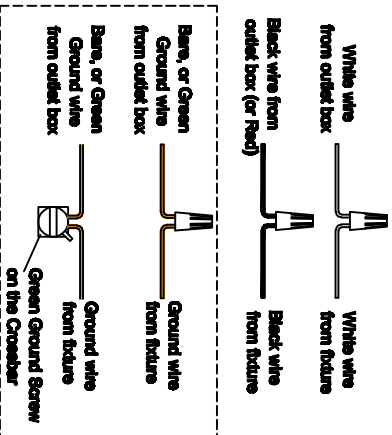 White wire
from outlet box
White wire
from fixture
Black wire from
outlet box (or Red)
Black wire
from fixture
Bare, or Green
Ground wire
from outlet box
Ground wire
from fixture
Bare, or Green
Ground wire
from outlet box
Ground wire
from fixture
Green Ground Screw
on the Crossbar